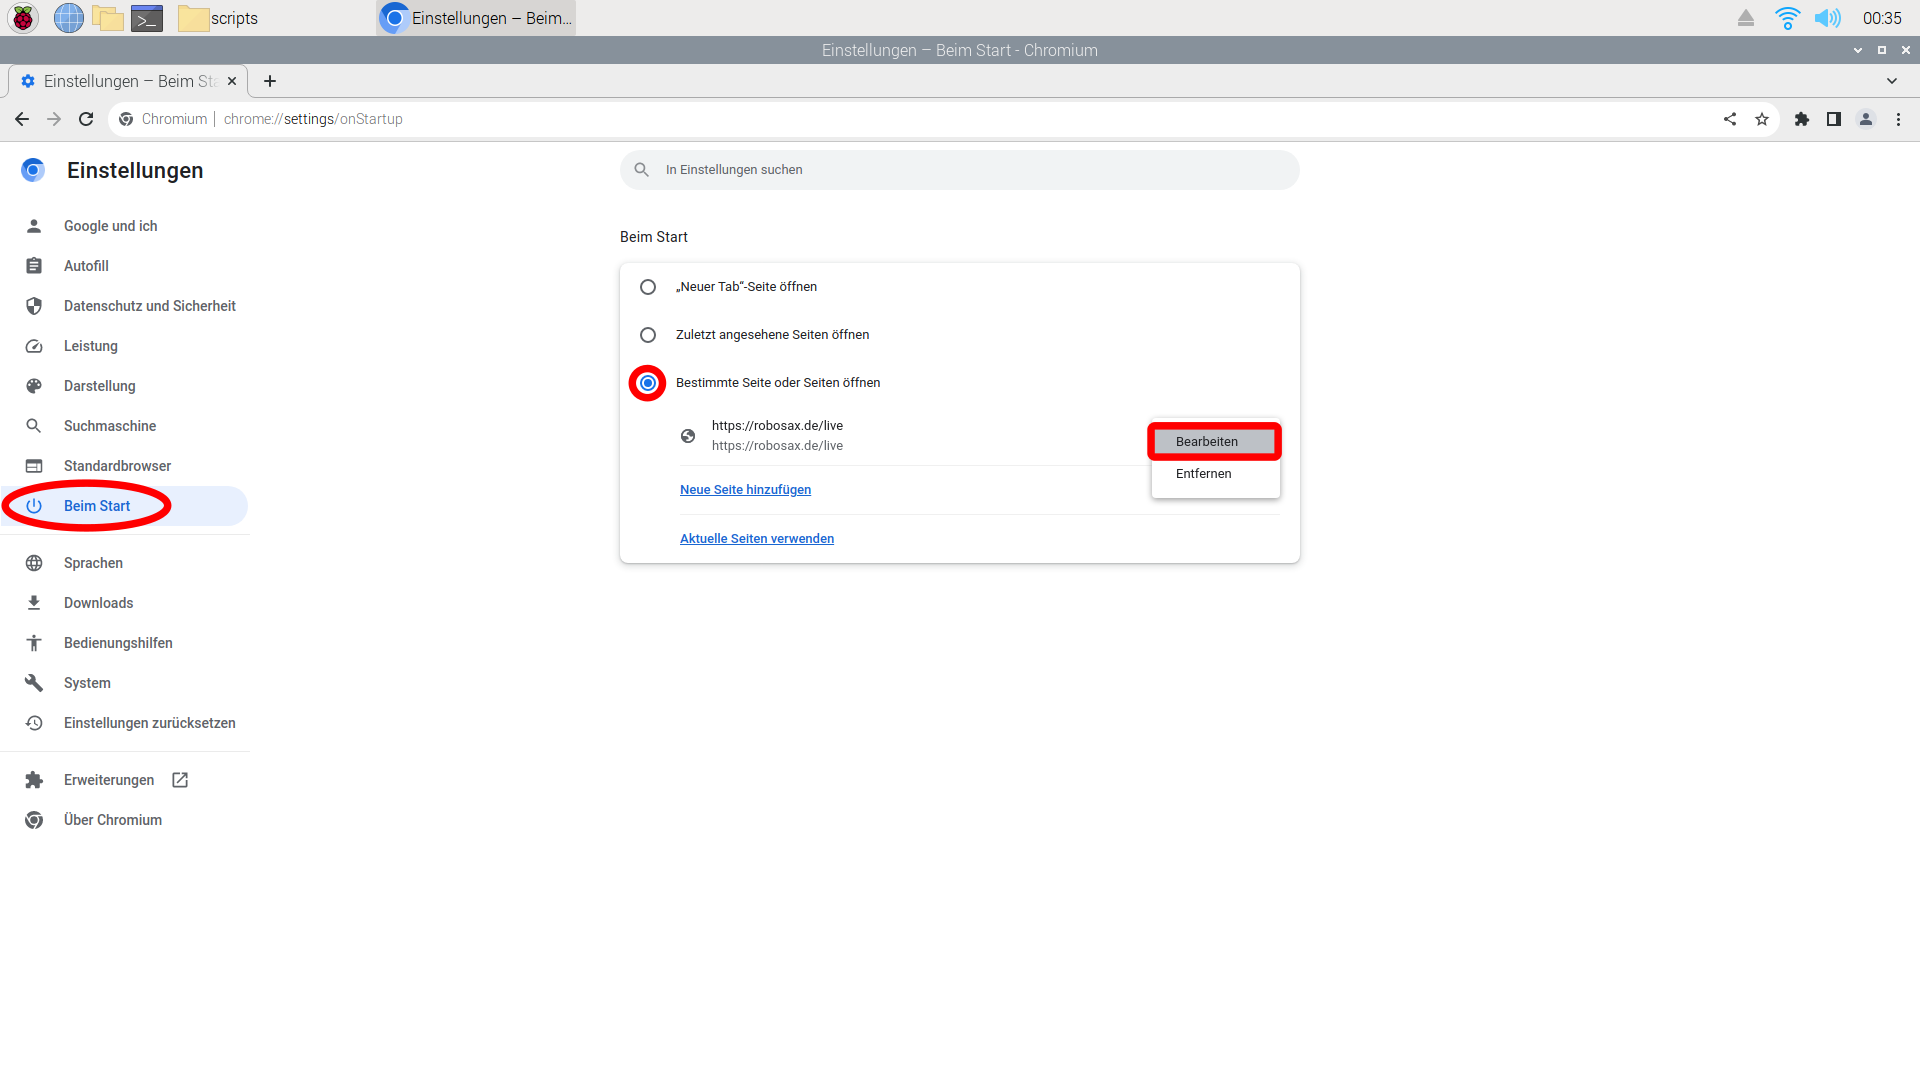 scripts
Einstellungen – Beim...
00:35
Einstellungen – Beim Start - Chromium
Einstellungen – Beim Sta
Chromium
chrome://settings/onStartup
Einstellungen
In Einstellungen suchen
Google und ich
Autofill
Datenschutz und Sicherheit
Leistung
Darstellung
Suchmaschine
Standardbrowser
Beim Start
Sprachen
Downloads
Bedienungshilfen
System
Einstellungen zurücksetzen
Erweiterungen
Über Chromium
Beim Start
„Neuer Tab“-Seite öffnen
Zuletzt angesehene Seiten öffnen
Bestimmte Seite oder Seiten öffnen
https://robosax.de/live
https://robosax.de/live
Bearbeiten
Entfernen
Neue Seite hinzufügen
Aktuelle Seiten verwenden